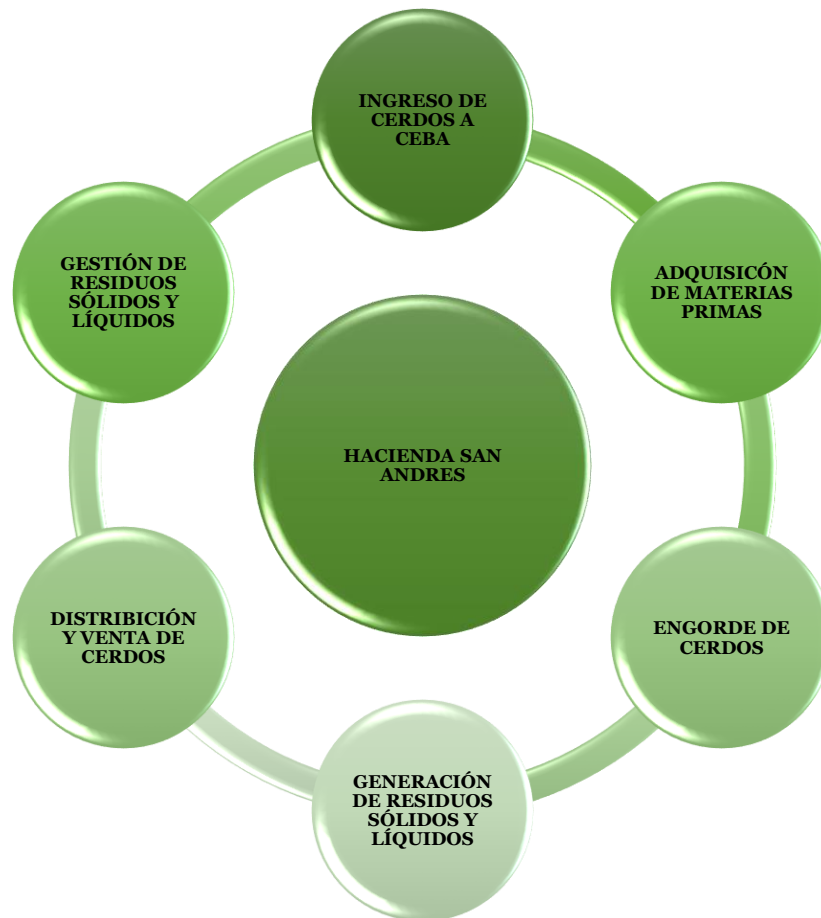 INGRESO DE
CERDOS A
CEBA
ADQUISICÓN
DE MATERIAS
PRIMAS
ENGORDE DE
CERDOS
GENERACIÓN
DE RESIDUOS
SÓLIDOS Y
LÍQUIDOS
DISTRIBICIÓN
Y VENTA DE
CERDOS
GESTIÓN DE
RESIDUOS
SÓLIDOS Y
LÍQUIDOS
HACIENDA SAN
ANDRES